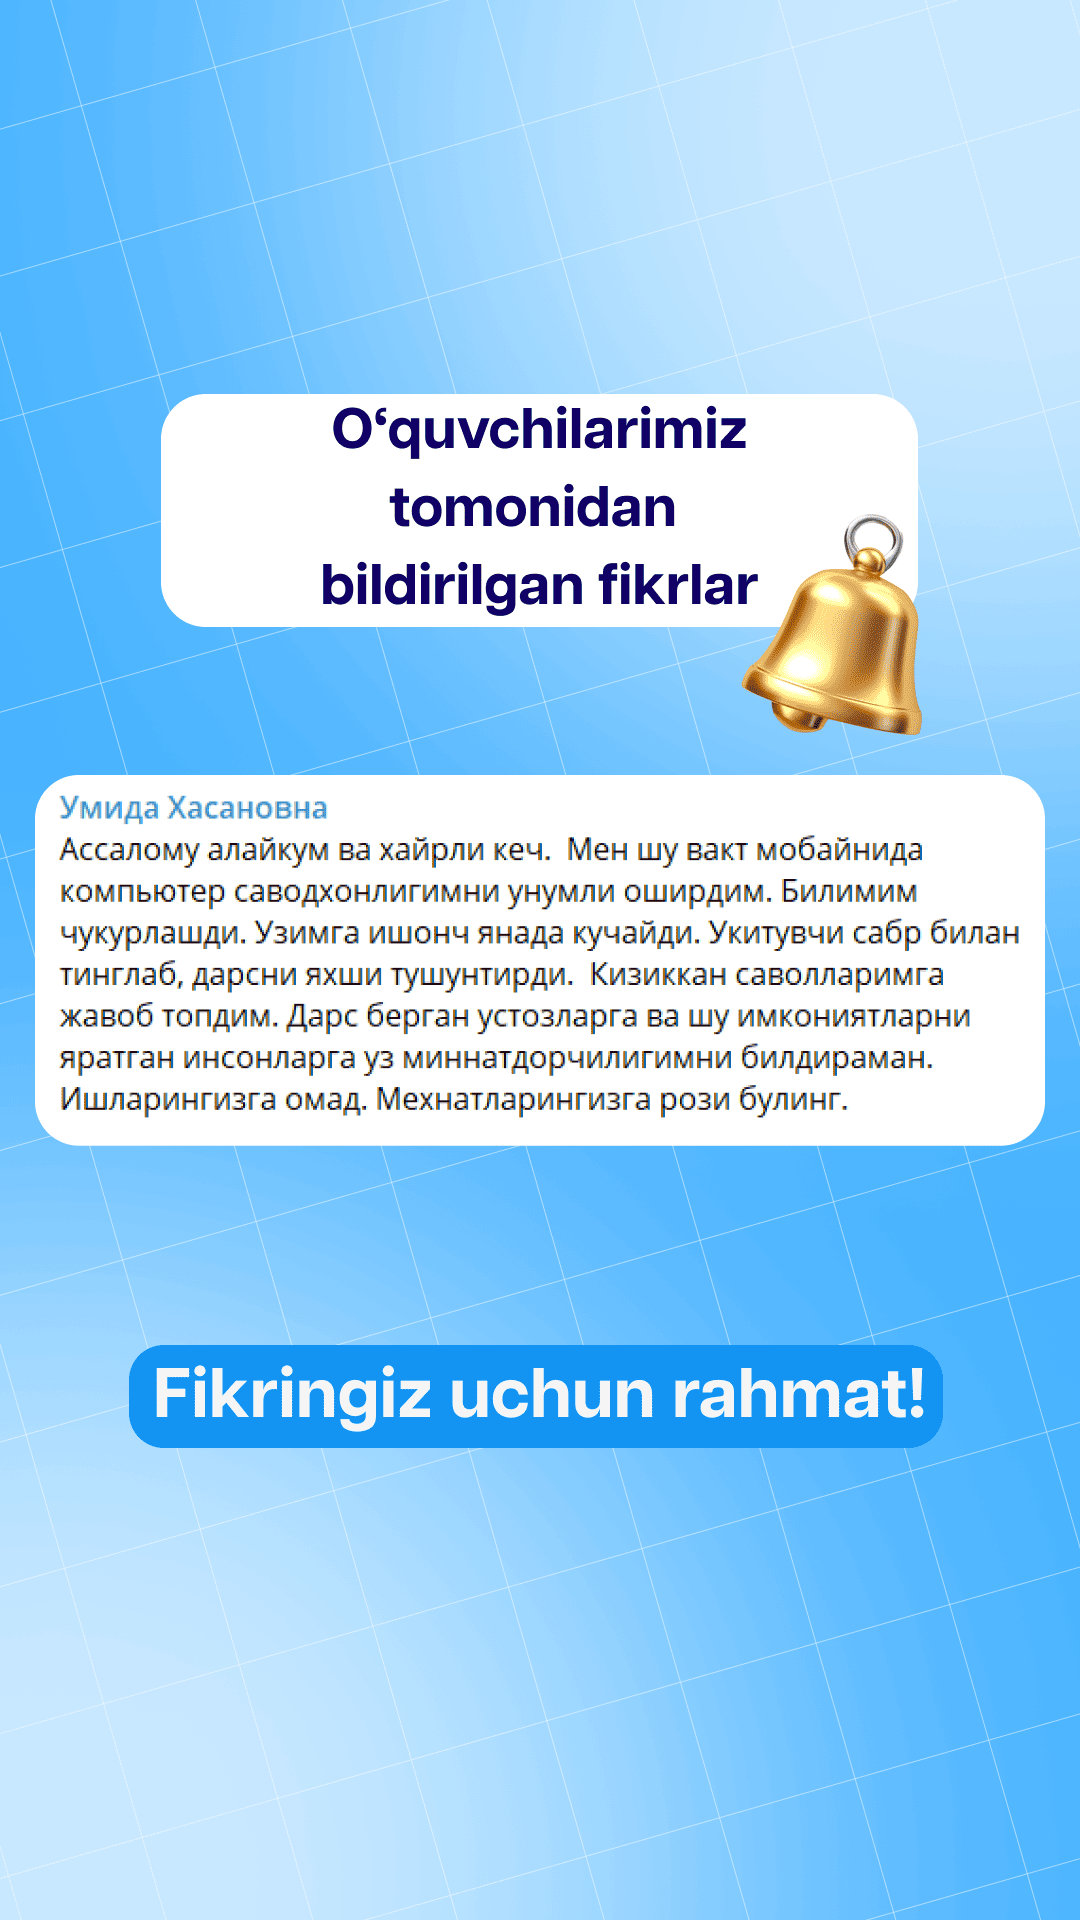 O‘quvchilarimiz
tomonidan
bildirilgan fikrlar
Умида Хасановна
Ассалому алайкум ва хайрли кеч.  Мен шу вакт мобайнида
компьютер саводхонлигимни унумли оширдим. Билимим
чукурлашди. Узимга ишонч янада кучайди. Укитувчи сабр билан
тинглаб, дарсни яхши тушунтирди.  Кизиккан саволларимга
жавоб топдим. Дарс берган устозларга ва шу имкониятларни
яратган инсонларга уз миннатдорчилигимни билдираман.
Ишларингизга омад. Мехнатларингизга рози булинг.
Fikringiz uchun rahmat!